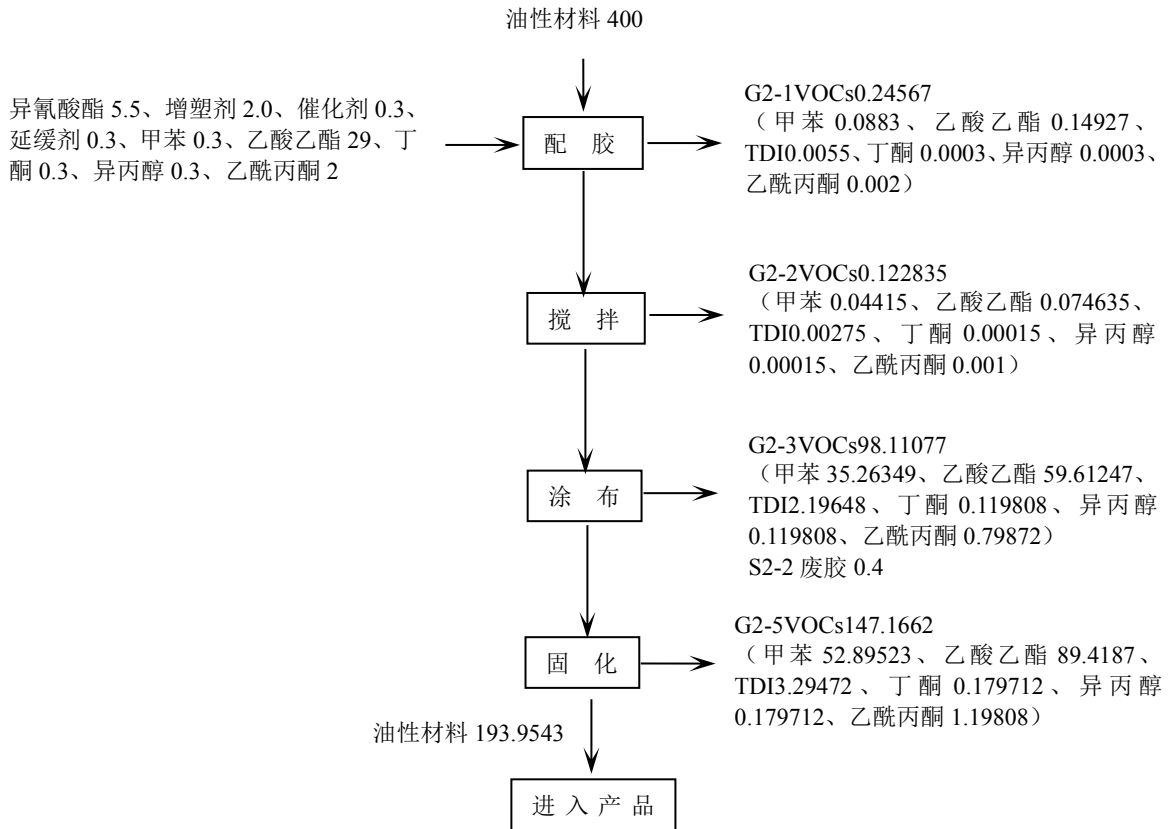 油性材料 400
异氰酸酯 5.5、增塑剂 2.0、催化剂 0.3、
延缓剂 0.3、甲苯 0.3、乙酸乙酯 29、丁
酮 0.3、异丙醇 0.3、乙酰丙酮 2
配 胶
G2-1VOCs0.24567
（甲苯 0.0883、乙酸乙酯 0.14927、
TDI0.0055、丁酮 0.0003、异丙醇 0.0003、
乙酰丙酮 0.002）
搅 拌
G2-2VOCs0.122835
（甲苯 0.04415、乙酸乙酯 0.074635、
TDI0.00275、丁酮 0.00015、异丙醇
0.00015、乙酰丙酮 0.001）
涂 布
G2-3VOCs98.11077
（甲苯 35.26349、乙酸乙酯 59.61247、
TDI2.19648、丁酮 0.119808、异丙醇
0.119808、乙酰丙酮 0.79872）
S2-2 废胶 0.4
固 化
G2-5VOCs147.1662
（甲苯 52.89523、乙酸乙酯 89.4187、
TDI3.29472、丁酮 0.179712、异丙醇
0.179712、乙酰丙酮 1.19808）
油性材料 193.9543
进 入 产 品